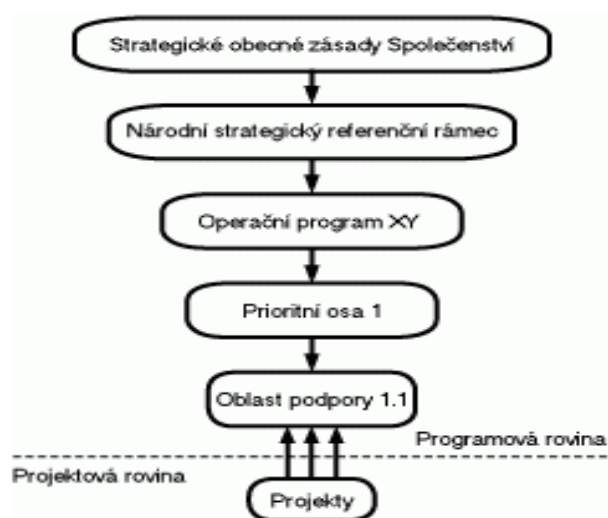 Strategické obecné zásady Společenství
Národní strategický referenční rámec
Operační program XY
Prioritní osa 1
Oblast podpory 1.1
Programová rovina
Projektová rovina
Projekty